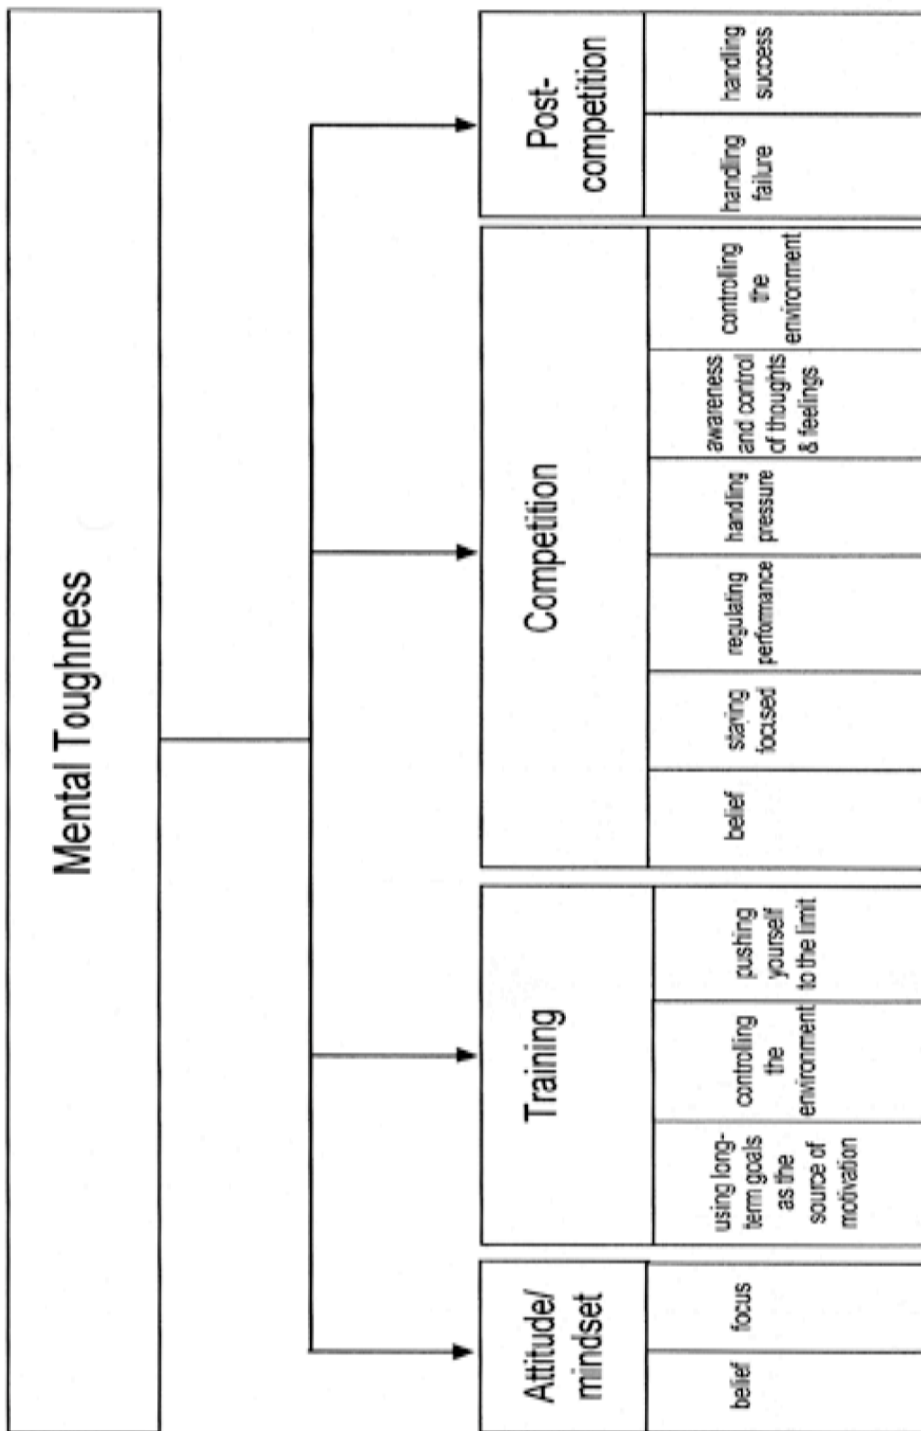 Mental Toughness
Attitude/
mindset
belief
focus
Training
using long-
term goals
as the
source of
motivation
controlling
the
environment
pushing
yourself
to the limit
Competition
belief
staying
focused
regulating
performance
handling
pressure
awareness
and control
of thoughts
& feelings
controlling
the
environment
Post-
competition
handling
failure
handling
success